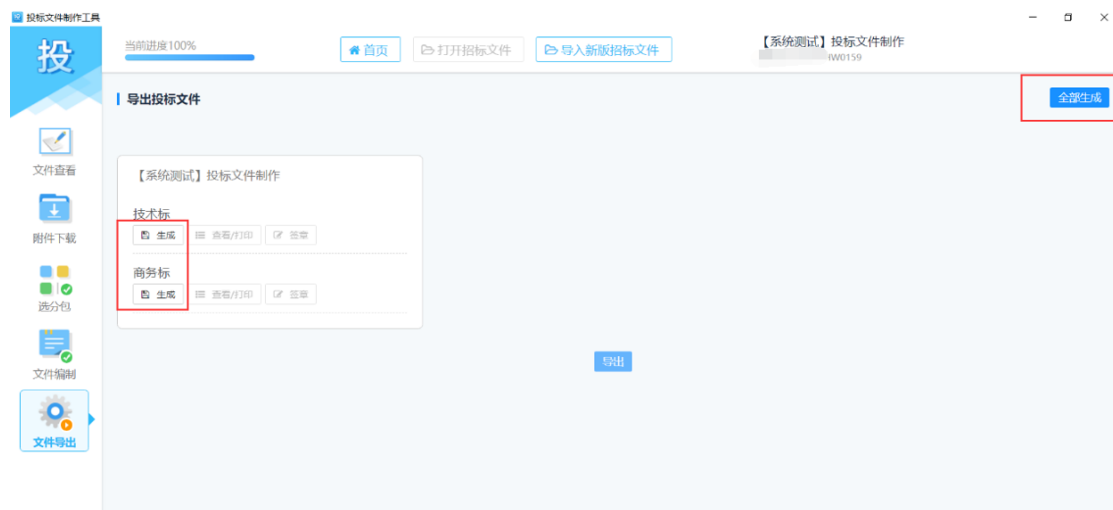 投标文件制作工具
投
当前进度100%
首页
打开招标文件
导入新版招标文件
【系统测试】投标文件制作
IW0159
导出投标文件
全部生成
文件查看
附件下载
选分包
文件编制
文件导出
【系统测试】投标文件制作
技术标
生成 查看/打印 签章
商务标
生成 查看/打印 签章
导出